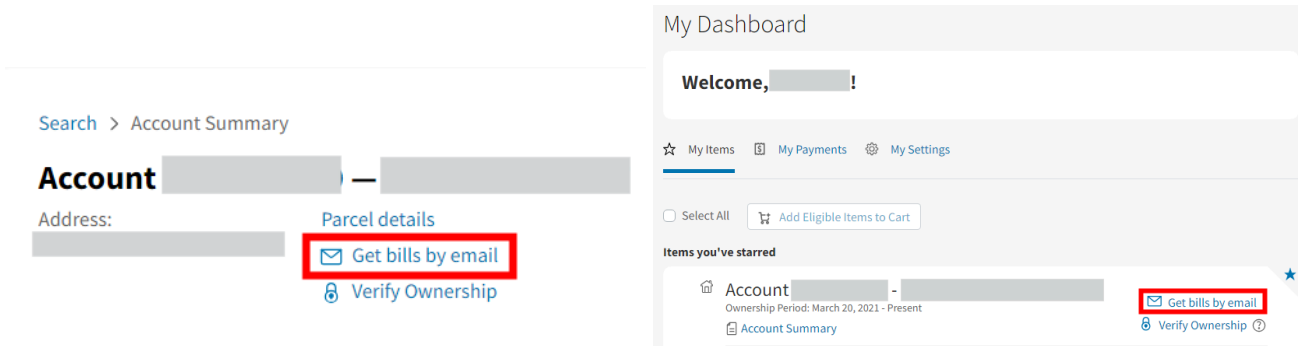 Search > Account Summary
Account —
Address:
Parcel details
Get bills by email
Verify Ownership
My Dashboard
Welcome, !
My Items My Payments My Settings
Select All Add Eligible Items to Cart
Items you've starred
Account -
Get bills by email
Ownership Period: March 20, 2021 - Present
Verify Ownership ?
Account Summary